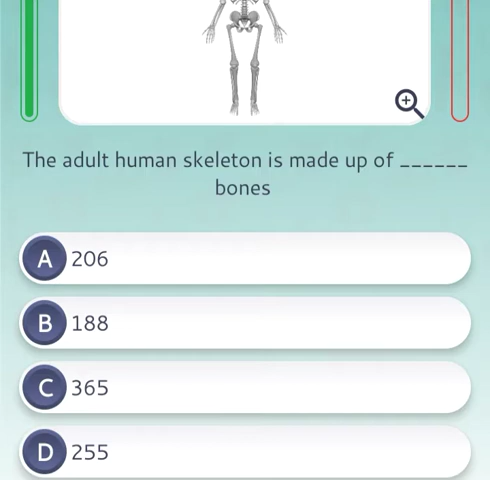 The adult human skeleton is made up of ______
bones
A 206
B 188
C 365
D 255